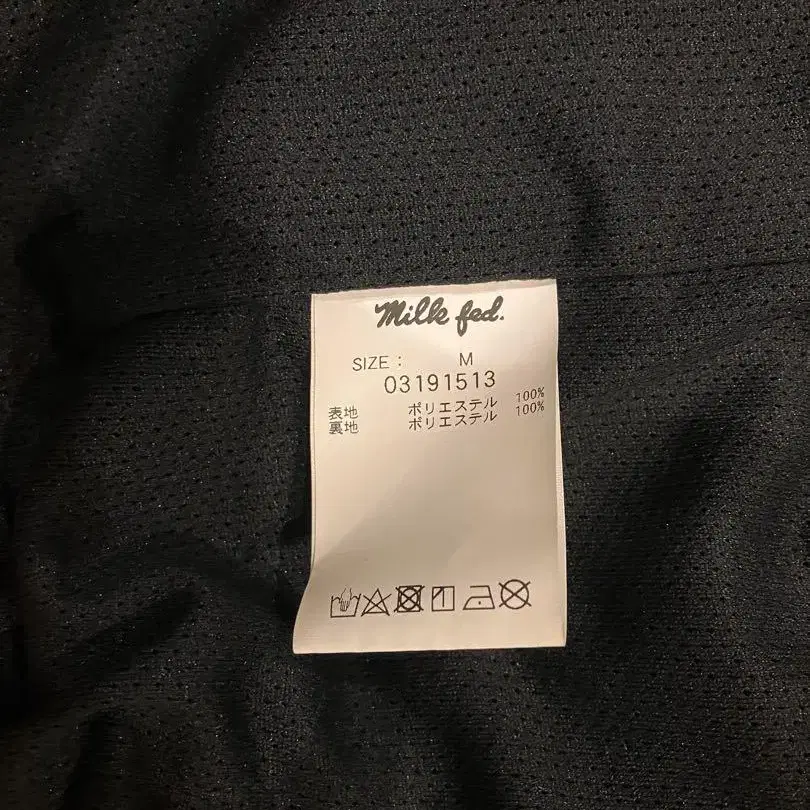 Milk fed.
SIZE : M
03191513
表地 ポリエステル 100%
裏地 ポリエステル 100%